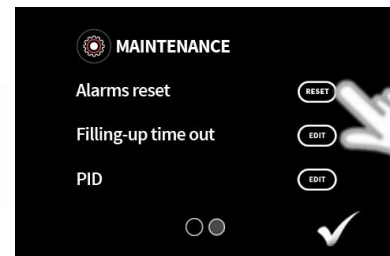 MAINTENANCE
Alarms reset RESET
Filling-up time out EDIT
PID EDIT